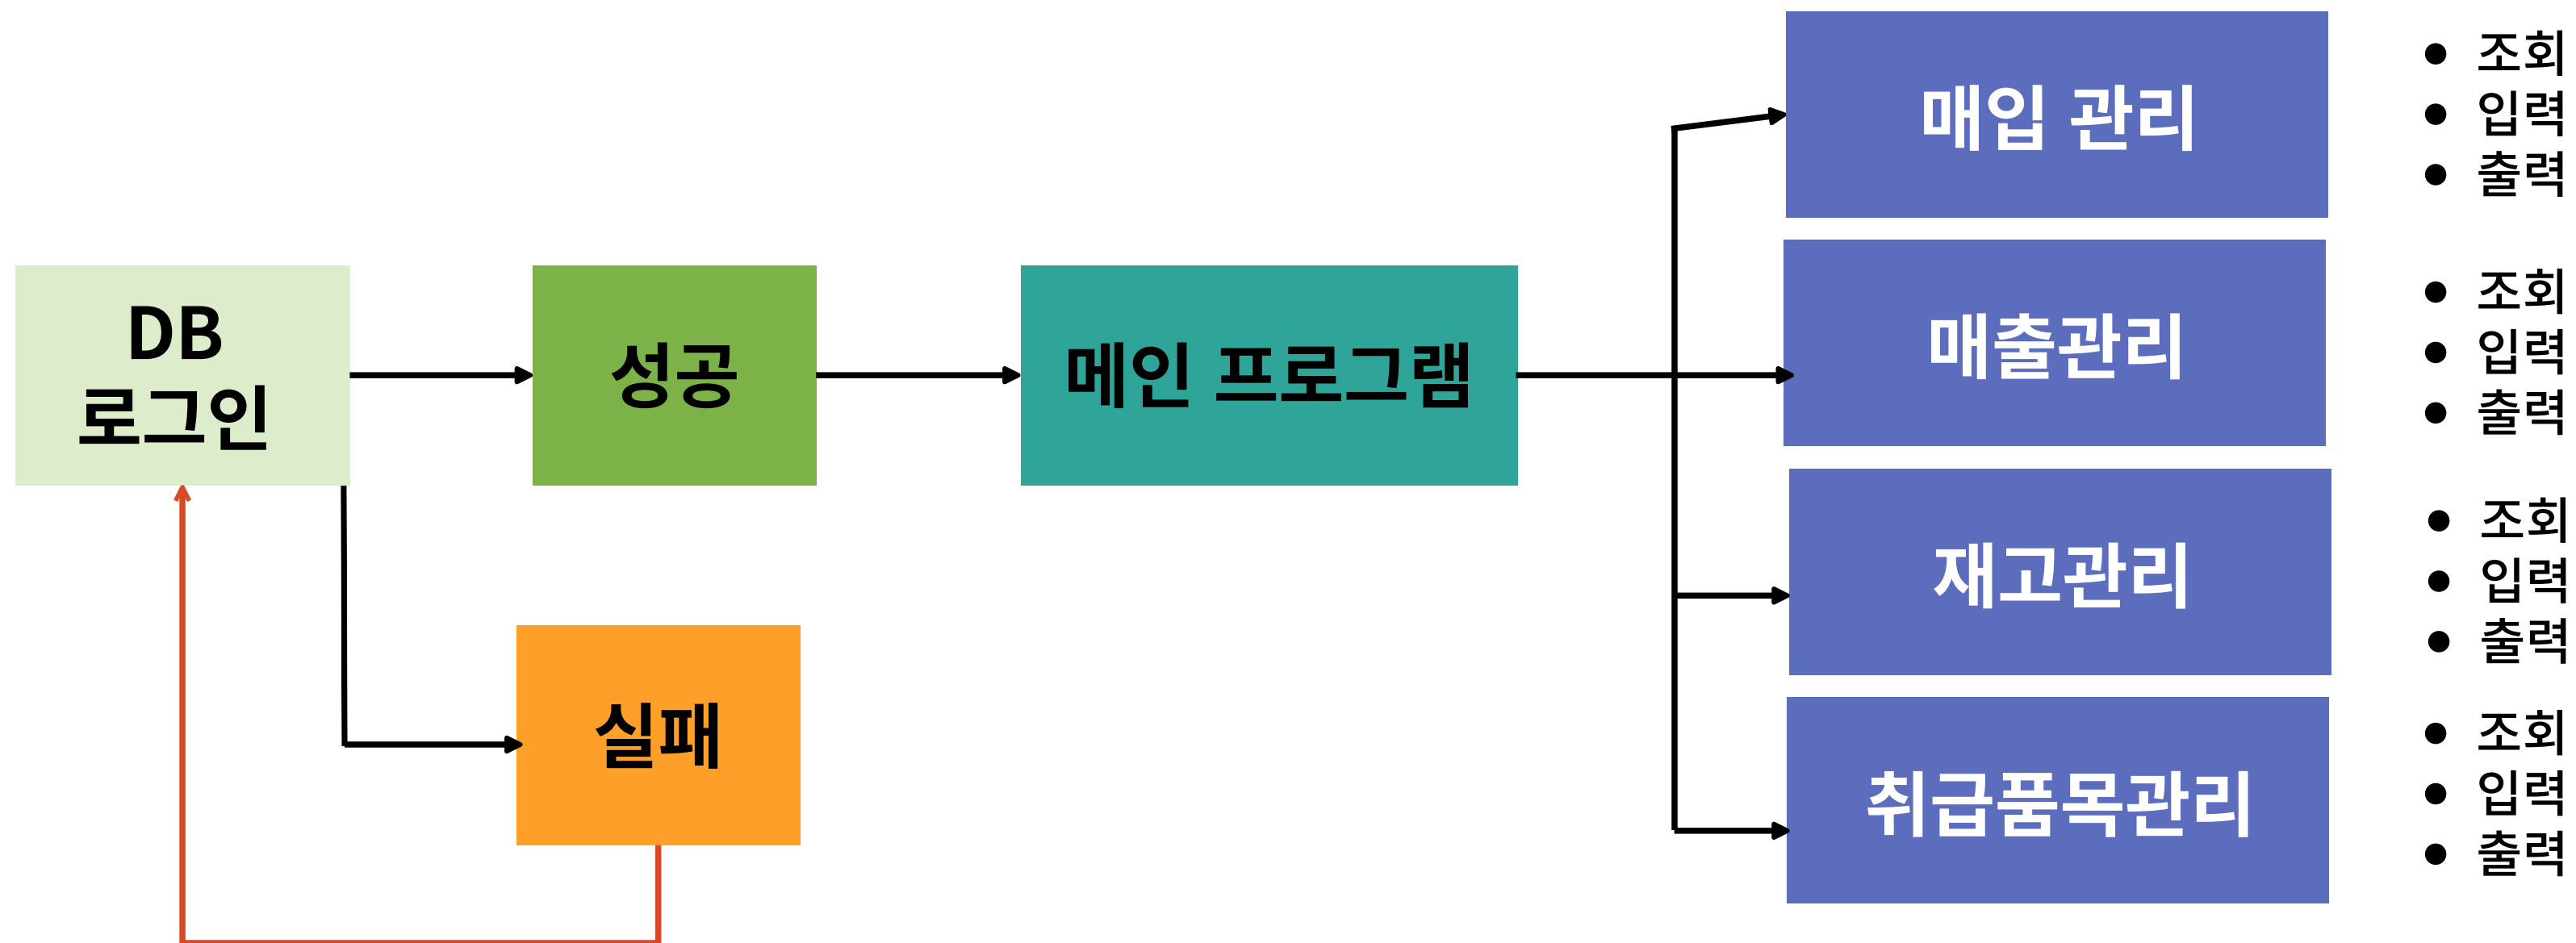 DB
로그인
성공
실패
메인 프로그램
매입 관리
• 조회
• 입력
• 출력
매출관리
• 조회
• 입력
• 출력
재고관리
• 조회
• 입력
• 출력
취급품목관리
• 조회
• 입력
• 출력